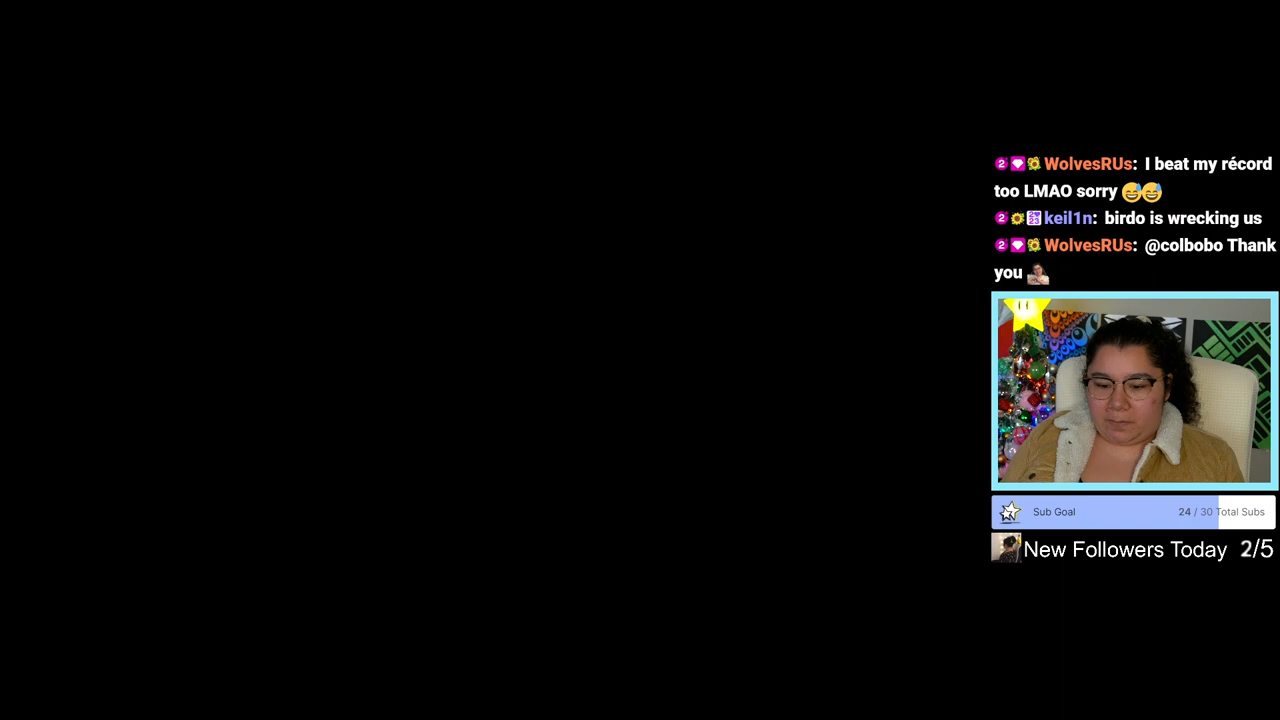 WolvesRUs: I beat my récord
too LMAO sorry 😅😅
keil1n: birdo is wrecking us
WolvesRUs: @colbobo Thank
you
Sub Goal 24 / 30 Total Subs
New Followers Today 2/5